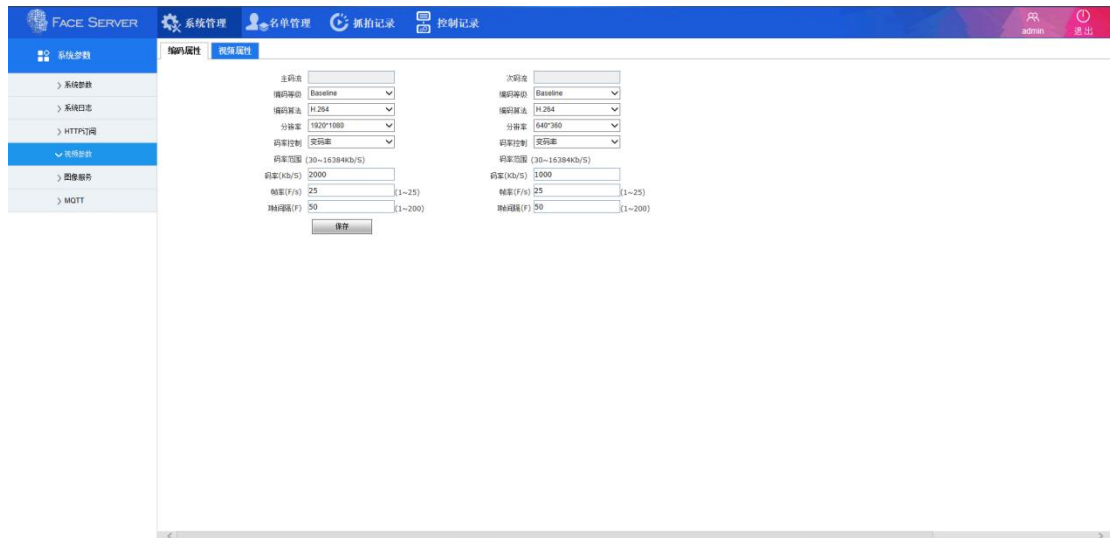 FACE SERVER 系统管理 名单管理 抓拍记录 控制记录 admin 退出
系统参数 编码属性 视频属性
系统参数
系统日志
HTTP订阅
视频参数
图像服务
MQTT
主码流 次码流
编码等级 Baseline 编码等级 Baseline
编码算法 H.264 编码算法 H.264
分辨率 1920*1080 分辨率 640*360
码率控制 变码率 码率控制 变码率
码率范围 (30~16384Kb/S) 码率范围 (30~16384Kb/S)
码率(Kb/S) 2000 码率(Kb/S) 1000
帧率(F/s) 25 (1~25) 帧率(F/s) 25 (1~25)
I帧间隔(F) 50 (1~200) I帧间隔(F) 50 (1~200)
保存